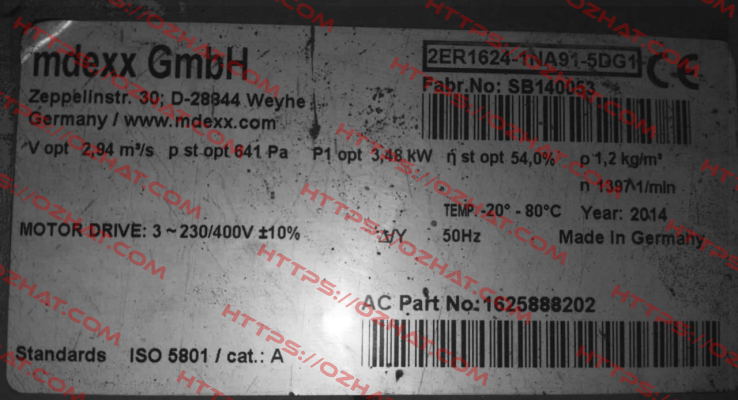 mdexx GmbH
2ER1624-1NA91-5DG1 CE
Fabr.No: SB140053
Zeppelinstr. 30; D-28844 Weyhe
Germany / www.mdexx.com
V opt 2,94 m³/s p st opt 641 Pa P1 opt 3,48 kW η st opt 54,0% ρ 1,2 kg/m³
n 1397 1/min
TEMP. -20° - 80°C Year: 2014
MOTOR DRIVE: 3 ~ 230/400V ±10% Δ/Y 50Hz Made In Germany
AC Part No: 1625888202
Standards ISO 5801 / cat.: A
HTTPS://OZHAT.COM